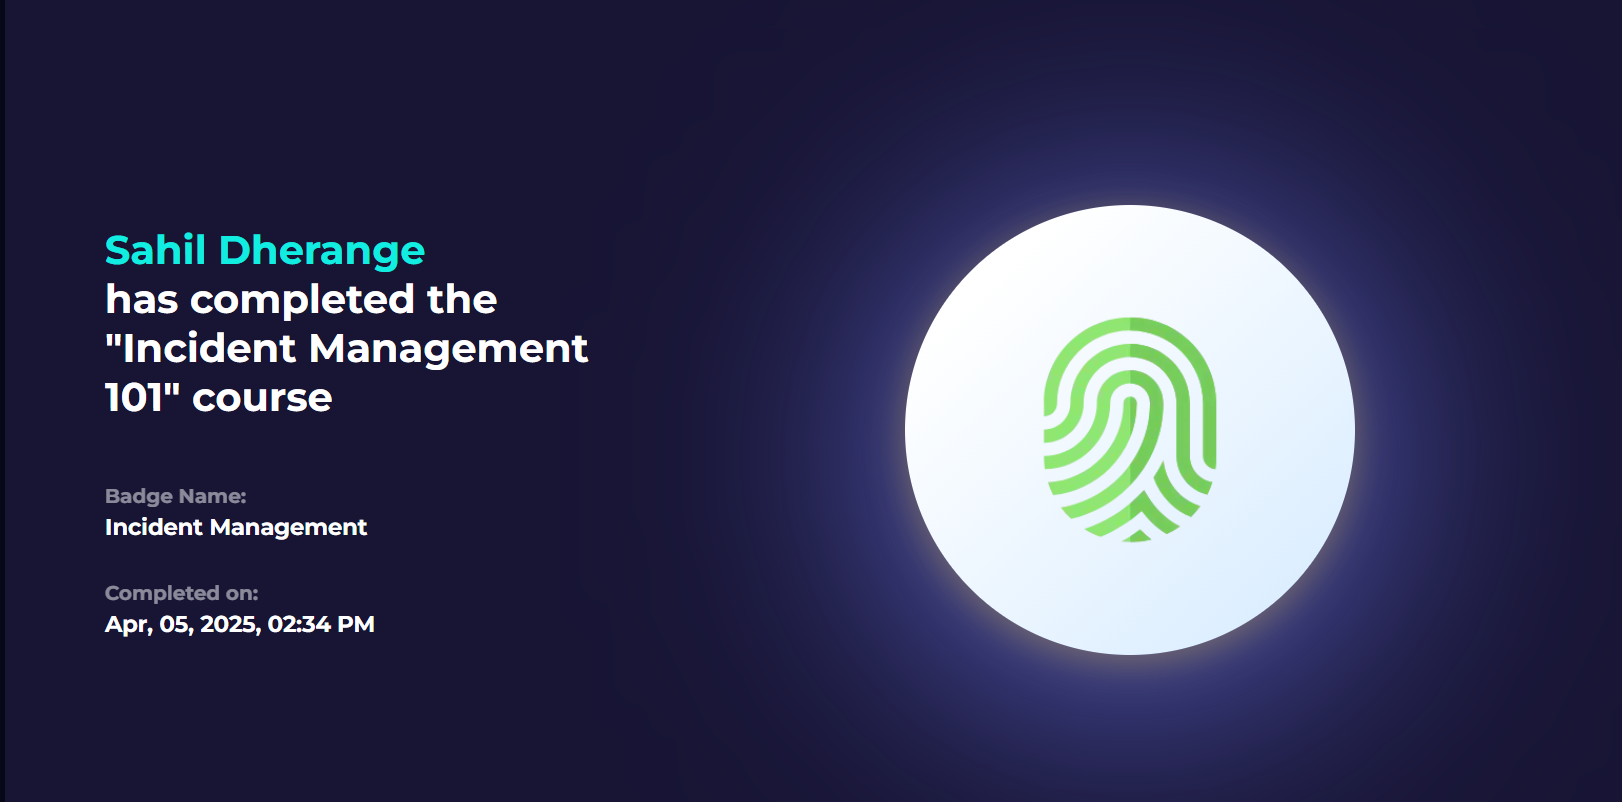 Sahil Dherange
has completed the
"Incident Management
101" course
Badge Name:
Incident Management
Completed on:
Apr, 05, 2025, 02:34 PM